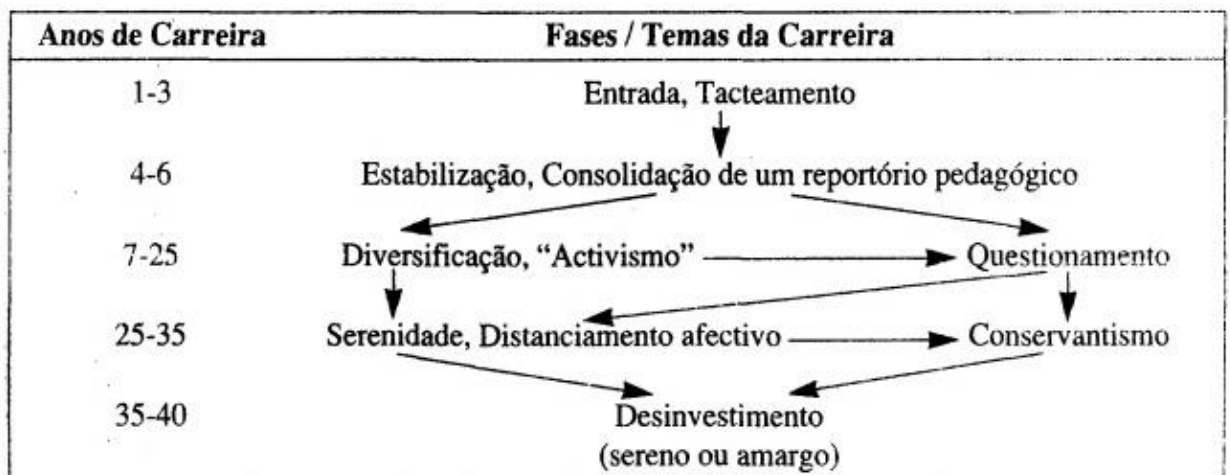 Anos de Carreira Fases / Temas da Carreira
1-3 Entrada, Tacteamento
4-6 Estabilização, Consolidação de um reportório pedagógico
7-25 Diversificação, “Activismo” Questionamento
25-35 Serenidade, Distanciamento afectivo Conservantismo
35-40 Desinvestimento
(sereno ou amargo)